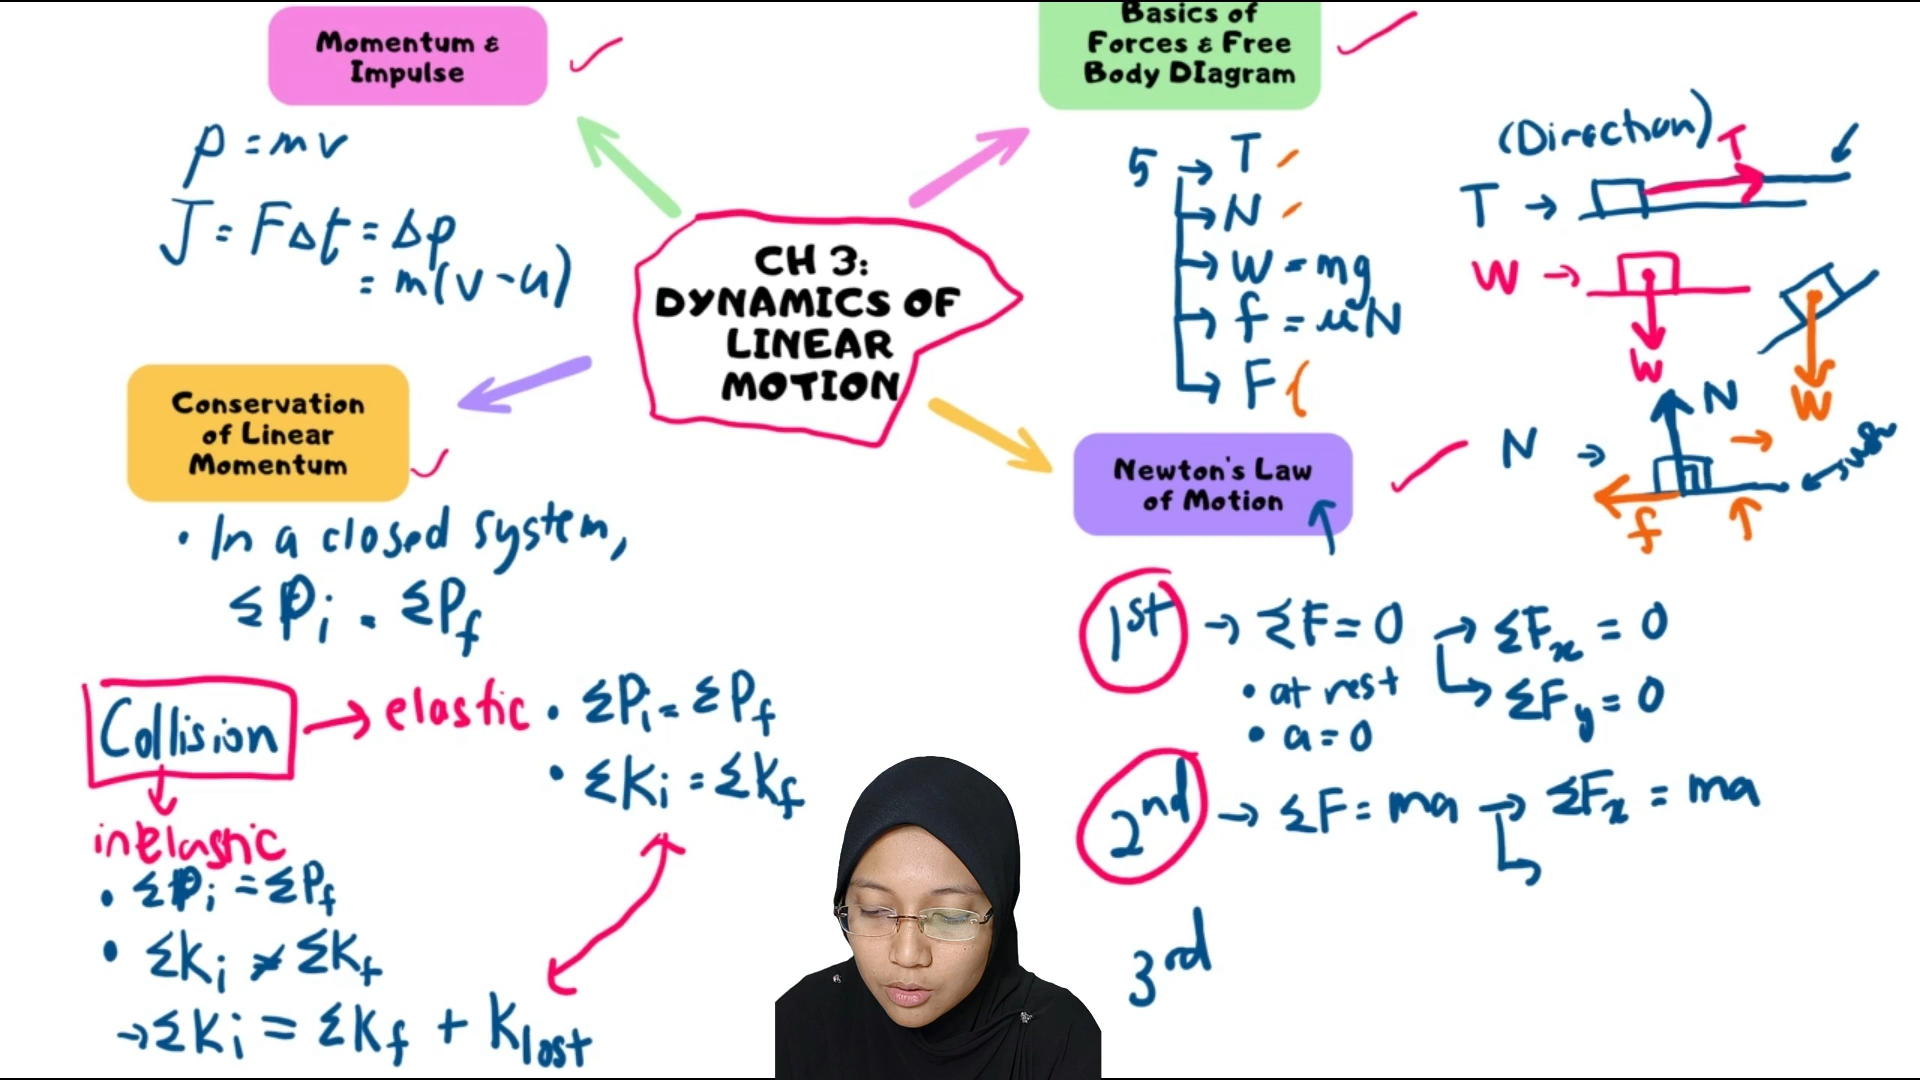 Momentum &
Impulse
p = mv
J = FΔt = Δp
= m(v - u)
Basics of
Forces & Free
Body DIagram
5 → T
→ N
→ W = mg
→ f = μN
→ F
(Direction)
T →
T
W →
W
W
N →
N
f
CH 3:
DYNAMICS OF
LINEAR
MOTION
Conservation
of Linear
Momentum
• In a closed system,
ΣPi = ΣPf
Collision → elastic • ΣPi = ΣPf
• ΣKi = ΣKf
inelastic
• ΣPi = ΣPf
• ΣKi ≠ ΣKf
→ ΣKi = ΣKf + Klost
Newton's Law
of Motion
1st → ΣF = 0 → ΣFx = 0
→ ΣFy = 0
• at rest
• a = 0
2nd → ΣF = ma → ΣFx = ma
3rd